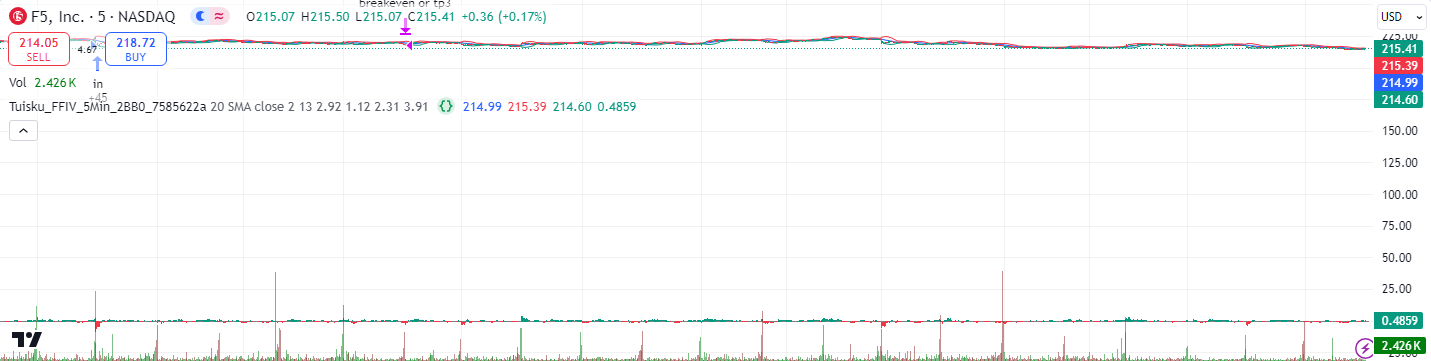 breakeven or tp3
F5, Inc. · 5 · NASDAQ
O215.07 H215.50 L215.07 C215.41 +0.36 (+0.17%)
USD
225.00
214.05
SELL
4.67
218.72
BUY
215.41
215.39
Vol 2.426 K
in
214.99
+45
214.60
Tuisku_FFIV_5Min_2BB0_7585622a 20 SMA close 2 13 2.92 1.12 2.31 3.91 {} 214.99 215.39 214.60 0.4859
150.00
125.00
100.00
75.00
50.00
25.00
0.4859
2.426 K